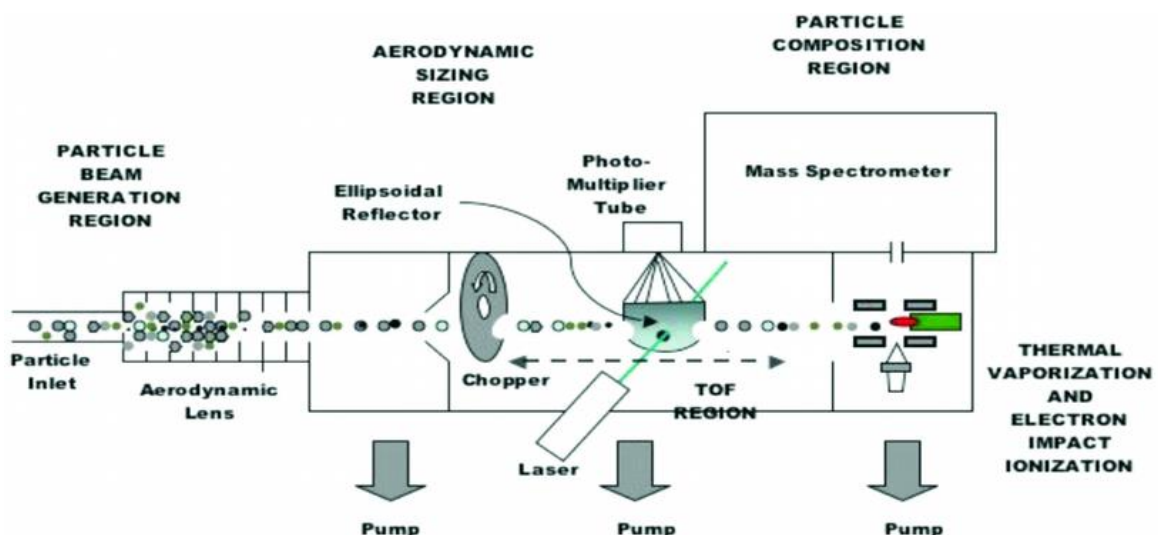 PARTICLE
COMPOSITION
REGION
AERODYNAMIC
SIZING
REGION
PARTICLE
BEAM
GENERATION
REGION
Photo-
Multiplier
Tube
Mass Spectrometer
Ellipsoidal
Reflector
Particle
Inlet
Aerodynamic
Lens
Chopper
TOF
REGION
Laser
THERMAL
VAPORIZATION
AND
ELECTRON
IMPACT
IONIZATION
Pump
Pump
Pump